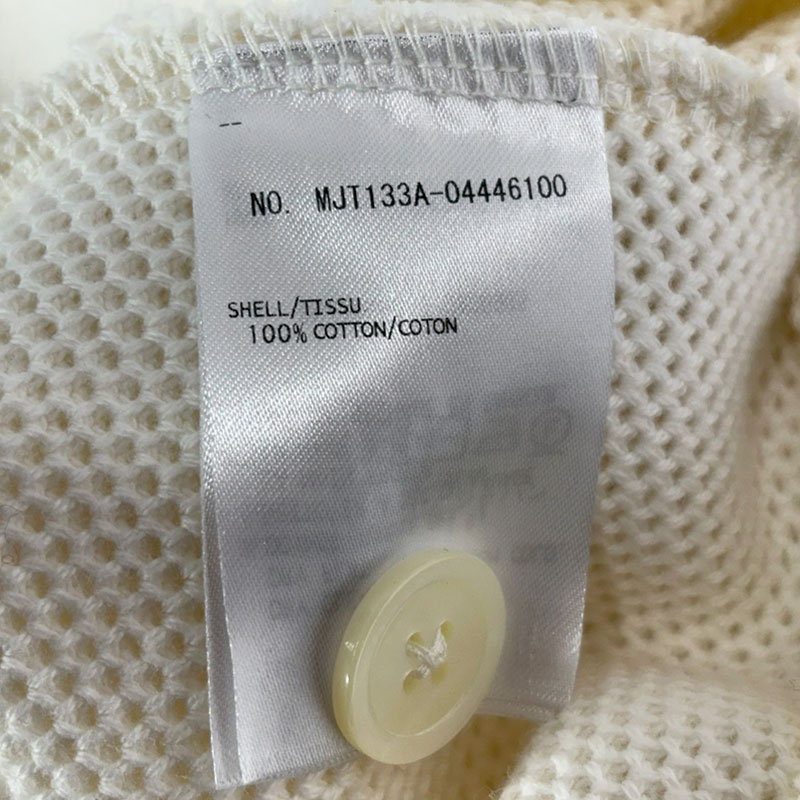 --
NO. MJT133A-04446100
SHELL/TISSU
100% COTTON/COTON